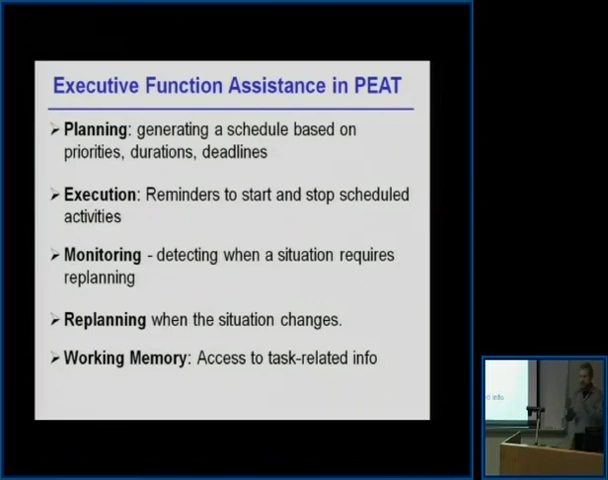 Executive Function Assistance in PEAT
➢ Planning: generating a schedule based on
priorities, durations, deadlines
➢ Execution: Reminders to start and stop scheduled
activities
➢ Monitoring - detecting when a situation requires
replanning
➢ Replanning when the situation changes.
➢ Working Memory: Access to task-related info